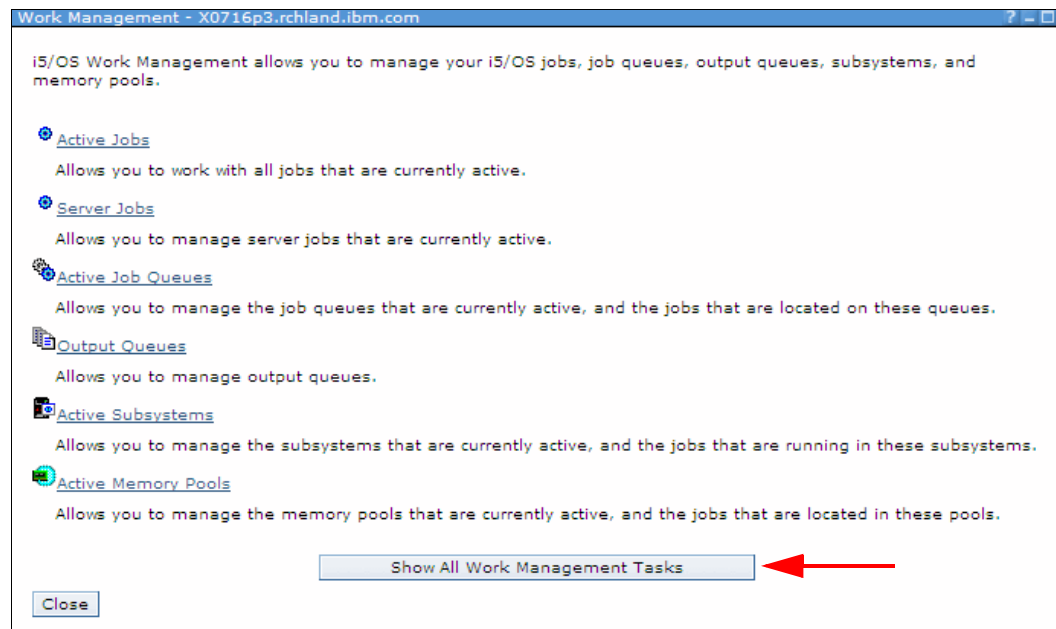 Work Management - X0716p3.rchland.ibm.com ? – □
i5/OS Work Management allows you to manage your i5/OS jobs, job queues, output queues, subsystems, and
memory pools.
Active Jobs
Allows you to work with all jobs that are currently active.
Server Jobs
Allows you to manage server jobs that are currently active.
Active Job Queues
Allows you to manage the job queues that are currently active, and the jobs that are located on these queues.
Output Queues
Allows you to manage output queues.
Active Subsystems
Allows you to manage the subsystems that are currently active, and the jobs that are running in these subsystems.
Active Memory Pools
Allows you to manage the memory pools that are currently active, and the jobs that are located in these pools.
Show All Work Management Tasks
Close